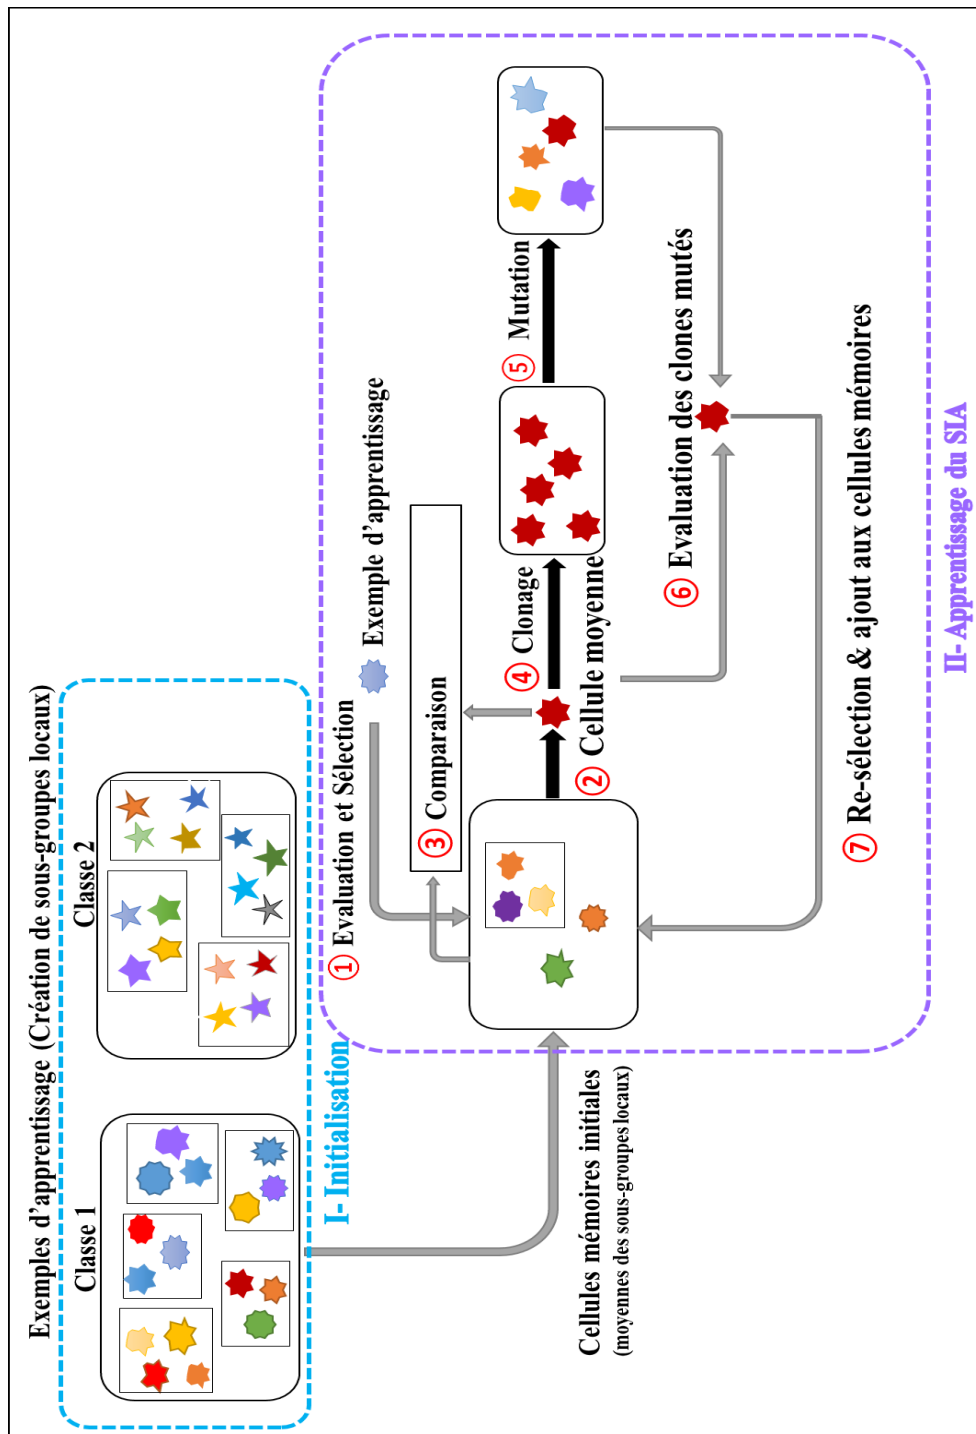 Exemples d’apprentissage (Création de sous-groupes locaux)
Classe 1
Classe 2
I- Initialisation
Cellules mémoires initiales
(moyennes des sous-groupes locaux)
① Evaluation et Sélection
Exemple d’apprentissage
③ Comparaison
② Cellule moyenne
④ Clonage
⑤ Mutation
⑥ Evaluation des clones mutés
⑦ Re-sélection & ajout aux cellules mémoires
II- Apprentissage du SIA